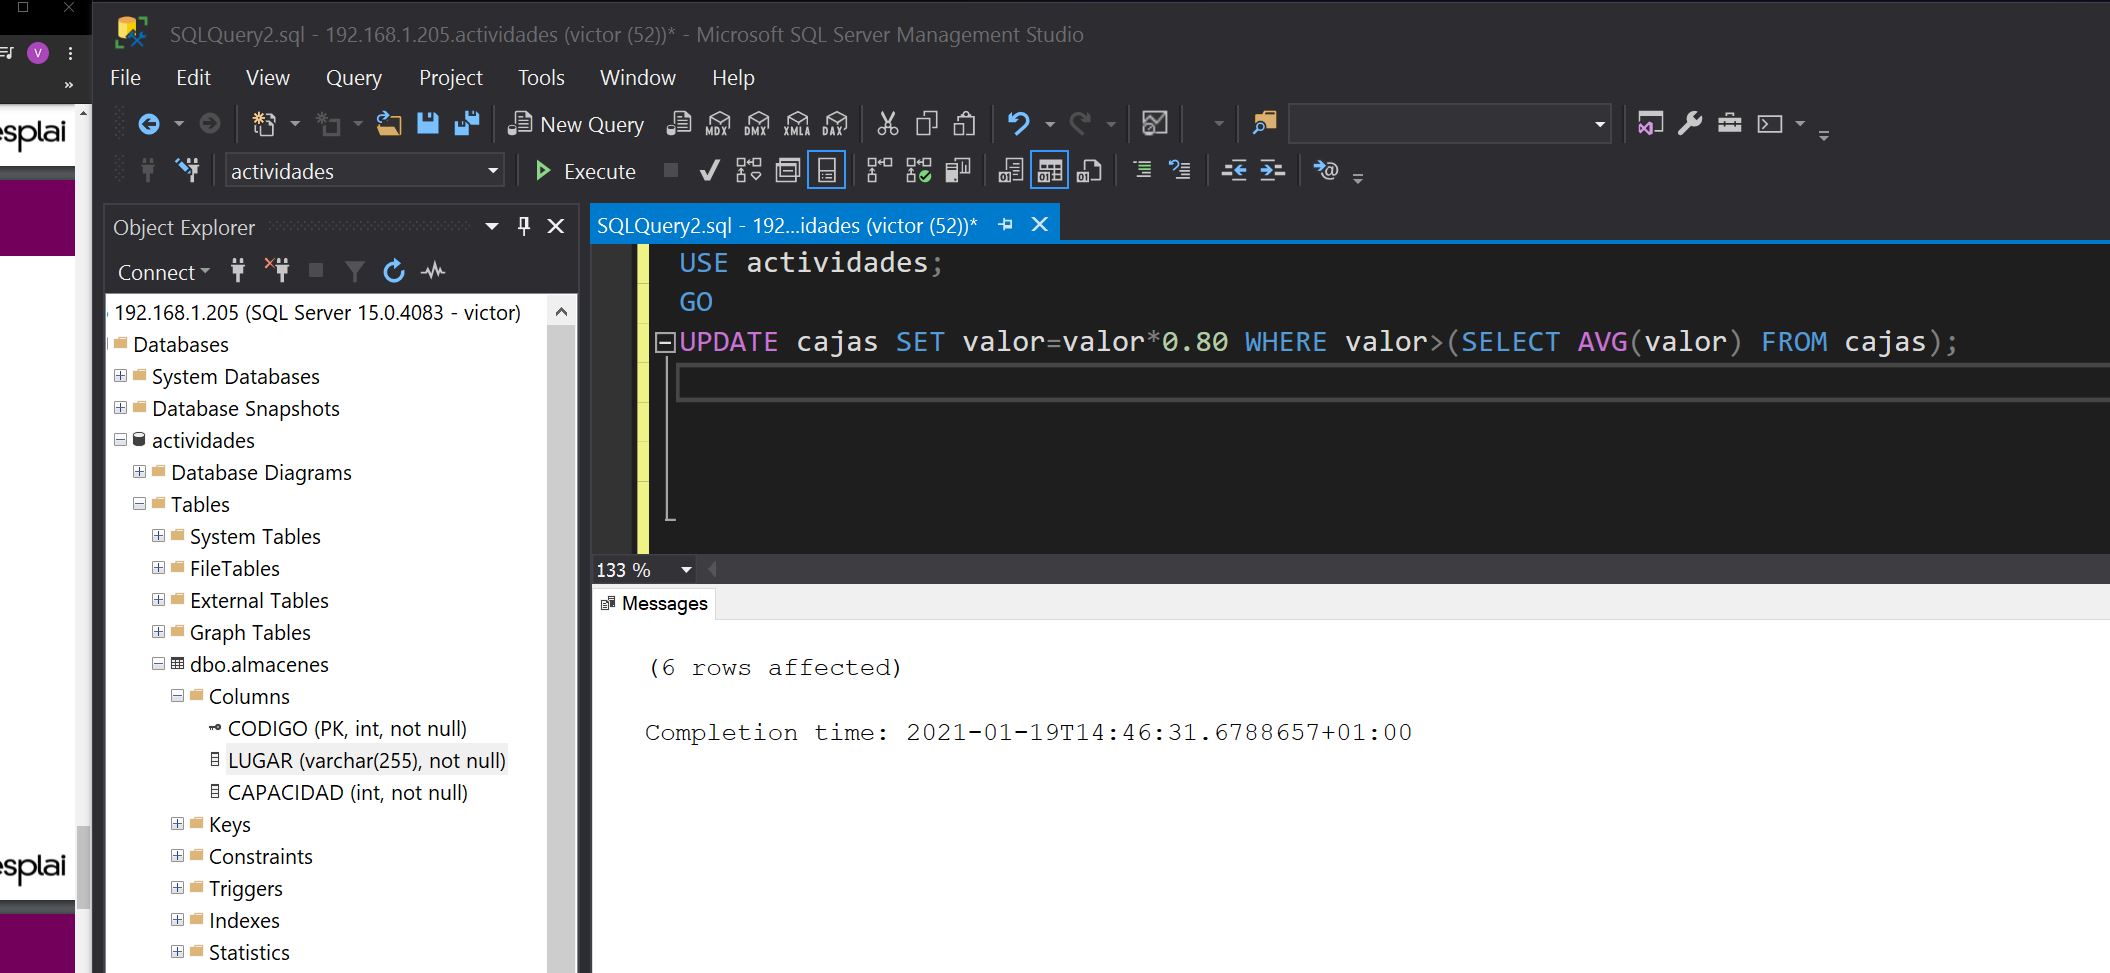 SQLQuery2.sql - 192.168.1.205.actividades (victor (52))* - Microsoft SQL Server Management Studio
V
File Edit View Query Project Tools Window Help
»
esplai
New Query MDX DMX XMLA DAX
actividades Execute
Object Explorer
SQLQuery2.sql - 192...idades (victor (52))*
Connect
192.168.1.205 (SQL Server 15.0.4083 - victor)
Databases
System Databases
Database Snapshots
actividades
Database Diagrams
Tables
System Tables
FileTables
External Tables
Graph Tables
dbo.almacenes
Columns
CODIGO (PK, int, not null)
LUGAR (varchar(255), not null)
CAPACIDAD (int, not null)
Keys
Constraints
Triggers
Indexes
Statistics
USE actividades;
GO
UPDATE cajas SET valor=valor*0.80 WHERE valor>(SELECT AVG(valor) FROM cajas);
133 %
Messages
(6 rows affected)
Completion time: 2021-01-19T14:46:31.6788657+01:00
esplai